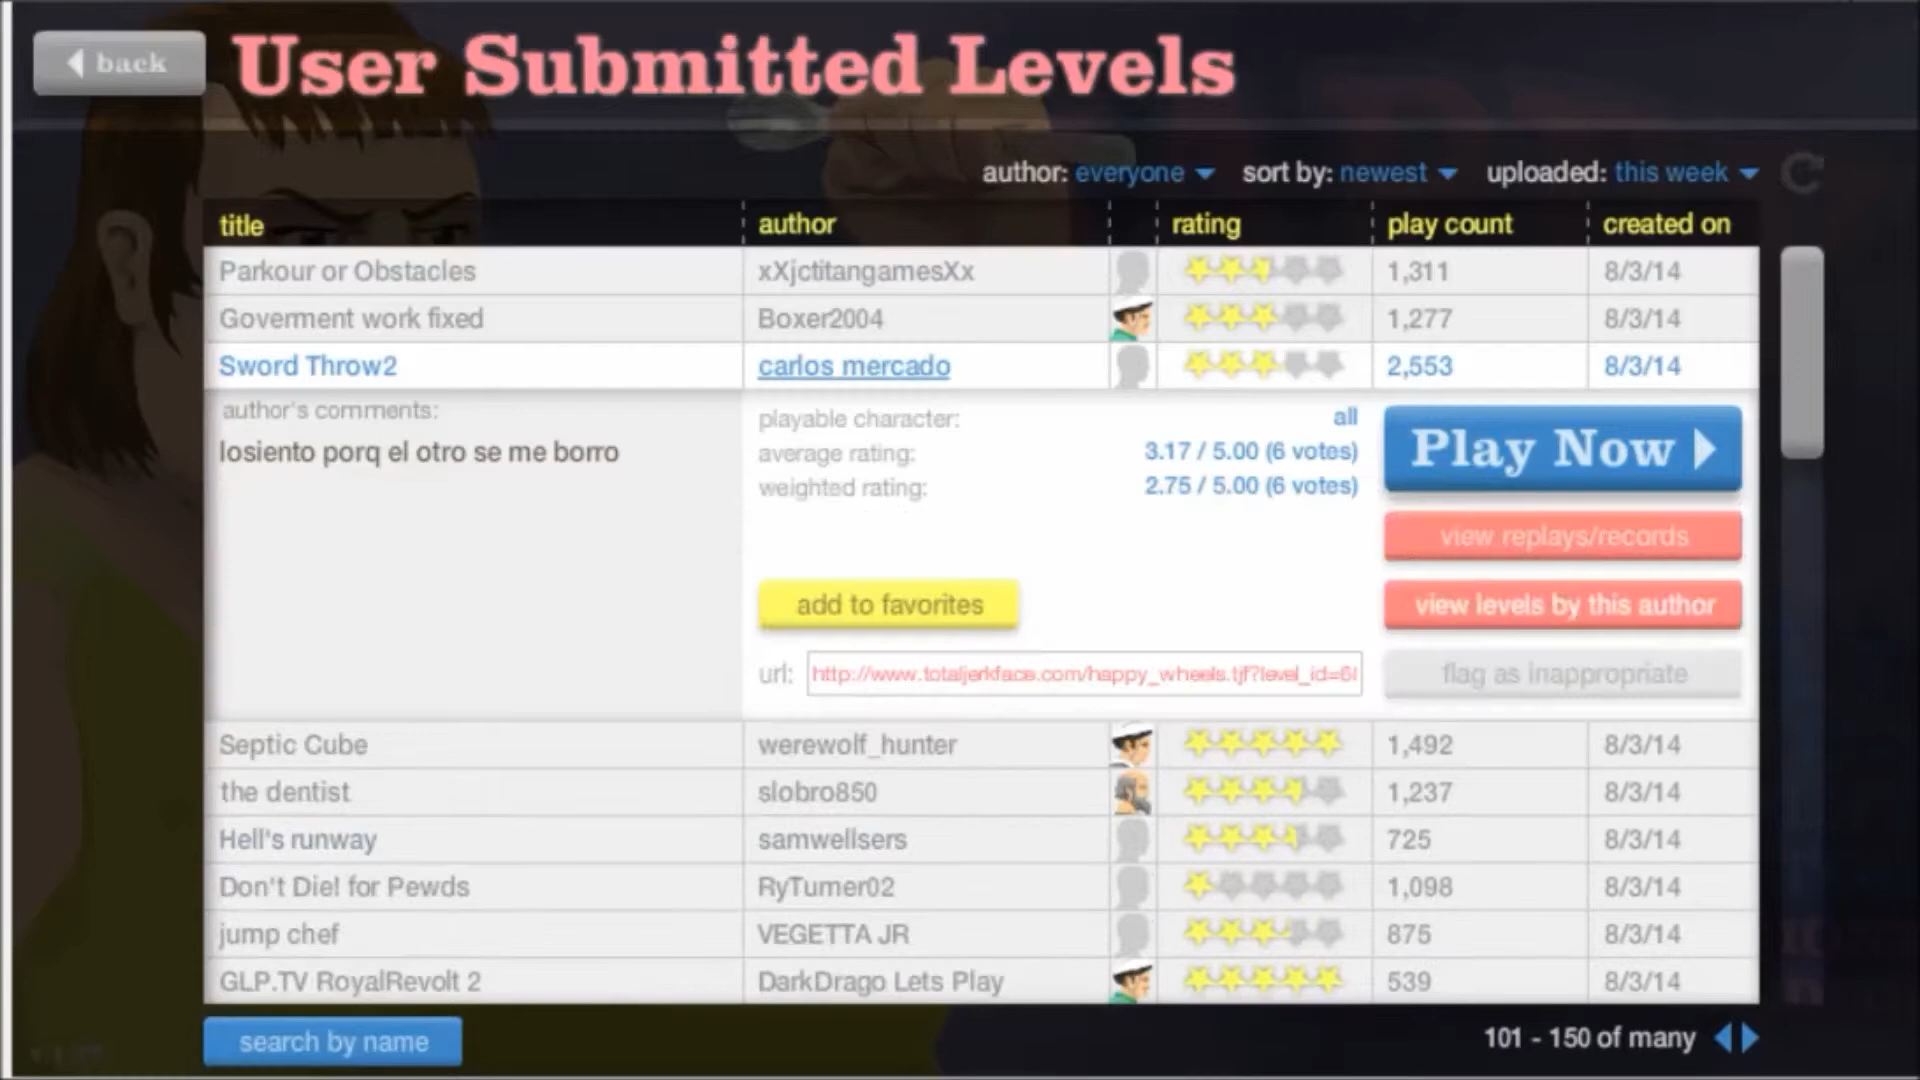 back
User Submitted Levels
author: everyone sort by: newest uploaded: this week
title author rating play count created on
Parkour or Obstacles xXjctitangamesXx 1,311 8/3/14
Goverment work fixed Boxer2004 1,277 8/3/14
Sword Throw2 carlos mercado 2,553 8/3/14
author's comments:
losiento porq el otro se me borro
playable character: all
average rating: 3.17 / 5.00 (6 votes)
weighted rating: 2.75 / 5.00 (6 votes)
Play Now
view replays/records
add to favorites
view levels by this author
url: http://www.totaljerkface.com/happy_wheels.tjf?level_id=6
flag as inappropriate
Septic Cube werewolf_hunter 1,492 8/3/14
the dentist slobro850 1,237 8/3/14
Hell's runway samwellsers 725 8/3/14
Don't Die! for Pewds RyTurner02 1,098 8/3/14
jump chef VEGETTA JR 875 8/3/14
GLP.TV RoyalRevolt 2 DarkDrago Lets Play 539 8/3/14
search by name
101 - 150 of many